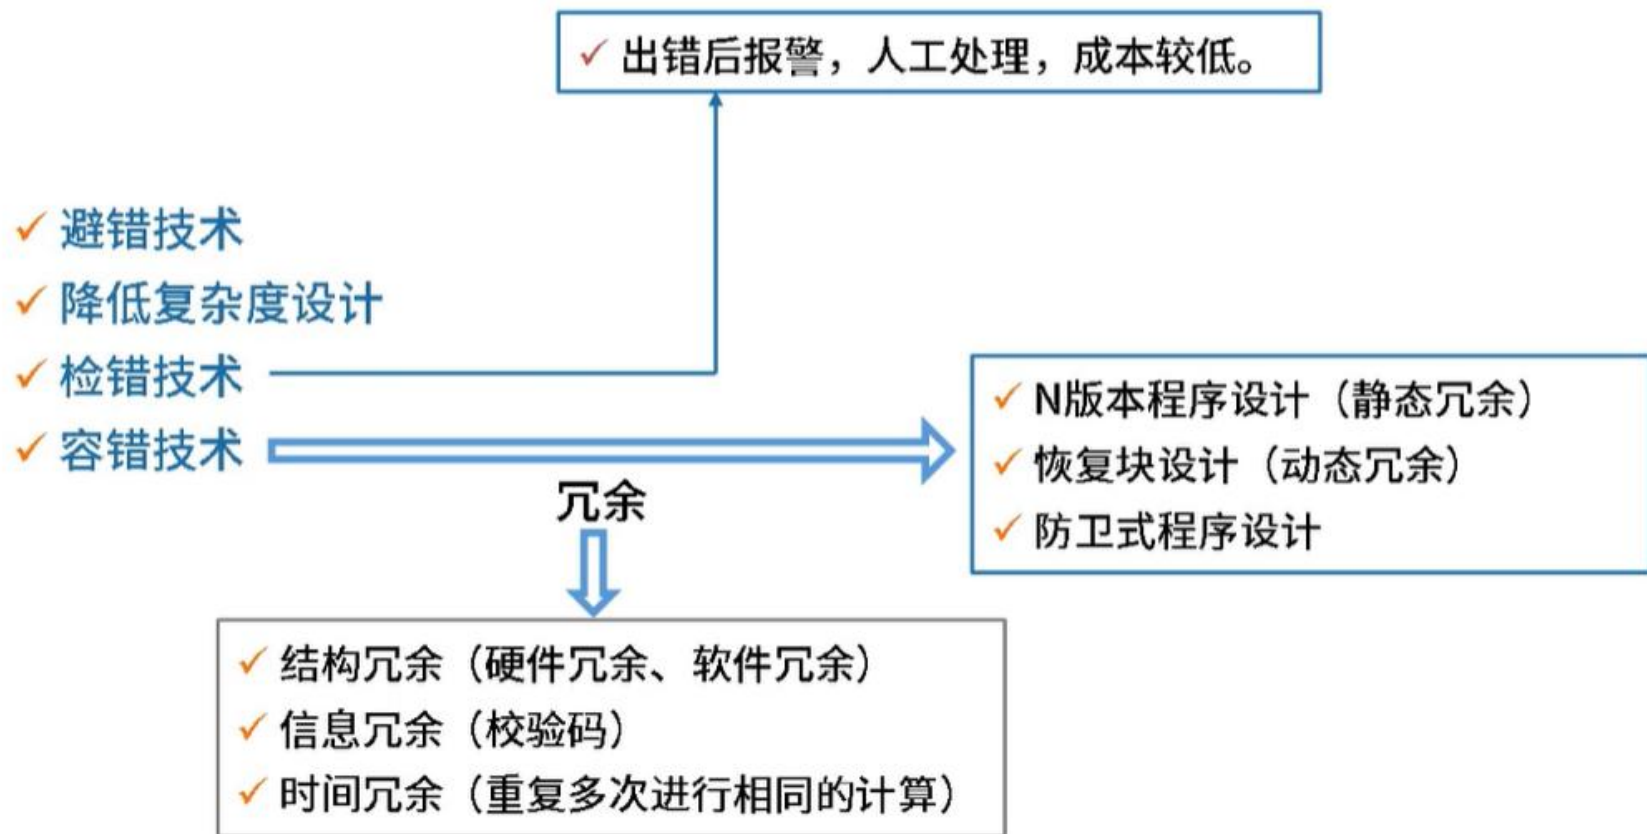 ✓ 出错后报警，人工处理，成本较低。
✓ 避错技术
✓ 降低复杂度设计
✓ 检错技术
✓ 容错技术
冗余
✓ N版本程序设计（静态冗余）
✓ 恢复块设计（动态冗余）
✓ 防卫式程序设计
✓ 结构冗余（硬件冗余、软件冗余）
✓ 信息冗余（校验码）
✓ 时间冗余（重复多次进行相同的计算）